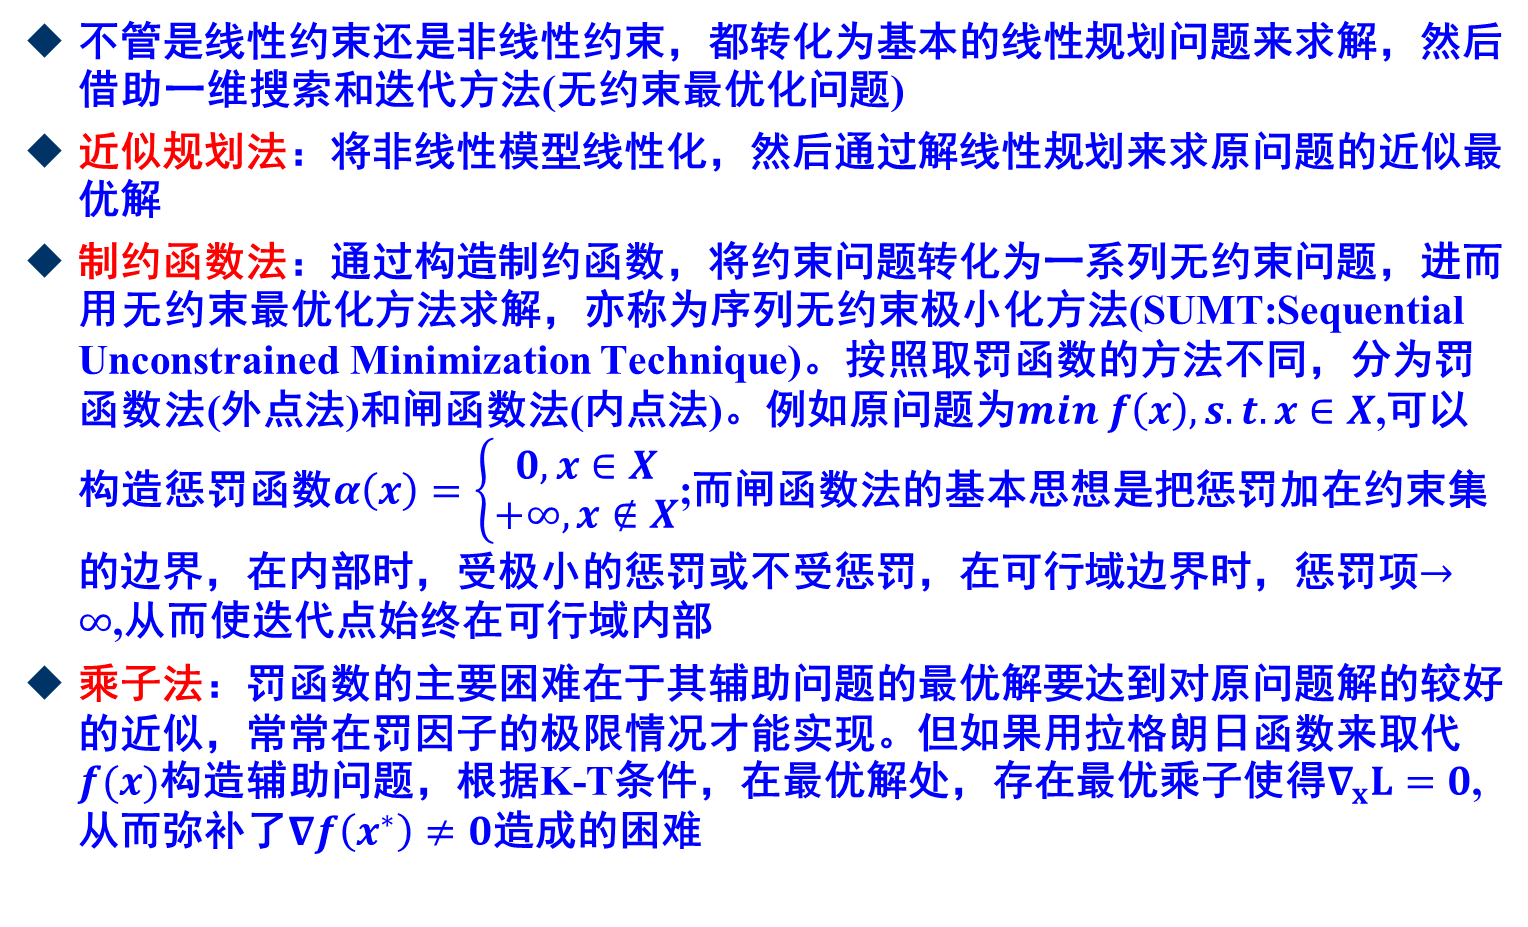 ◆ 不管是线性约束还是非线性约束，都转化为基本的线性规划问题来求解，然后
借助一维搜索和迭代方法(无约束最优化问题)
◆ 近似规划法：将非线性模型线性化，然后通过解线性规划来求原问题的近似最
优解
◆ 制约函数法：通过构造制约函数，将约束问题转化为一系列无约束问题，进而
用无约束最优化方法求解，亦称为序列无约束极小化方法(SUMT:Sequential
Unconstrained Minimization Technique)。按照取罚函数的方法不同，分为罚
函数法(外点法)和闸函数法(内点法)。例如原问题为min f(x), s.t. x ∈ X,可以
构造惩罚函数α(x) = { 0, x ∈ X
+∞, x ∉ X ;而闸函数法的基本思想是把惩罚加在约束集
的边界，在内部时，受极小的惩罚或不受惩罚，在可行域边界时，惩罚项→
∞,从而使迭代点始终在可行域内部
◆ 乘子法：罚函数的主要困难在于其辅助问题的最优解要达到对原问题解的较好
的近似，常常在罚因子的极限情况才能实现。但如果用拉格朗日函数来取代
f(x)构造辅助问题，根据K-T条件，在最优解处，存在最优乘子使得∇ₓL = 0,
从而弥补了∇f(x*) ≠ 0造成的困难